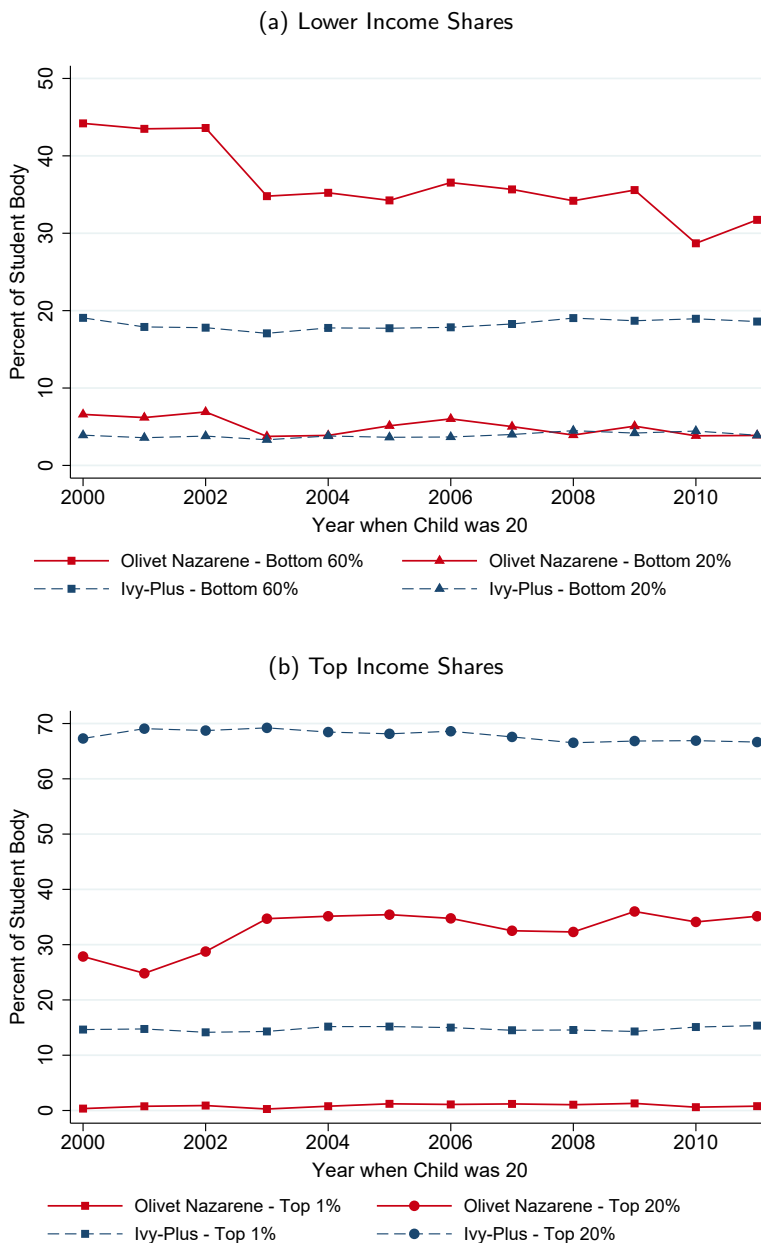 (a) Lower Income Shares
50
40
30
20
10
0
Percent of Student Body
2000 2002 2004 2006 2008 2010
Year when Child was 20
Olivet Nazarene - Bottom 60% Olivet Nazarene - Bottom 20%
Ivy-Plus - Bottom 60% Ivy-Plus - Bottom 20%
(b) Top Income Shares
70
60
50
40
30
20
10
0
Percent of Student Body
2000 2002 2004 2006 2008 2010
Year when Child was 20
Olivet Nazarene - Top 1% Olivet Nazarene - Top 20%
Ivy-Plus - Top 1% Ivy-Plus - Top 20%